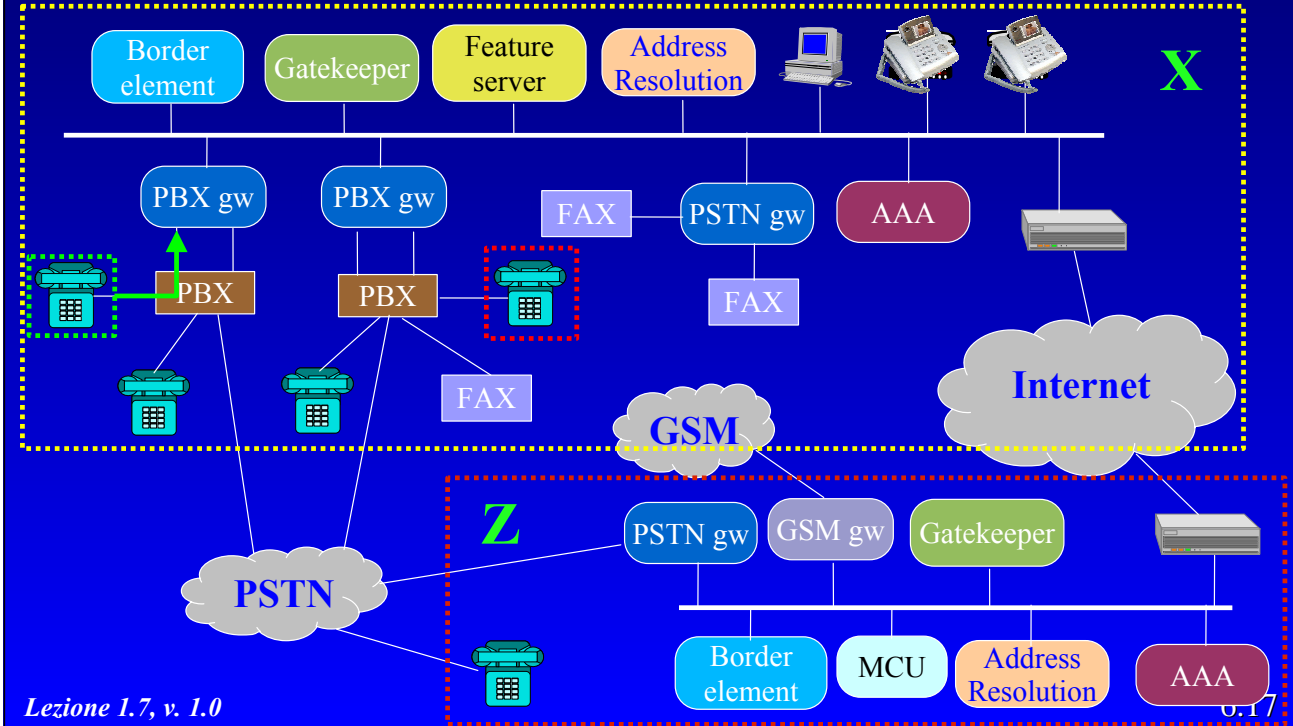 Border
element
Gatekeeper
Feature
server
Address
Resolution
X
PBX gw
PBX gw
FAX
PSTN gw
AAA
PBX
PBX
FAX
FAX
Internet
GSM
Z
PSTN gw
GSM gw
Gatekeeper
PSTN
Border
element
MCU
Address
Resolution
AAA
Lezione 1.7, v. 1.0
6.17